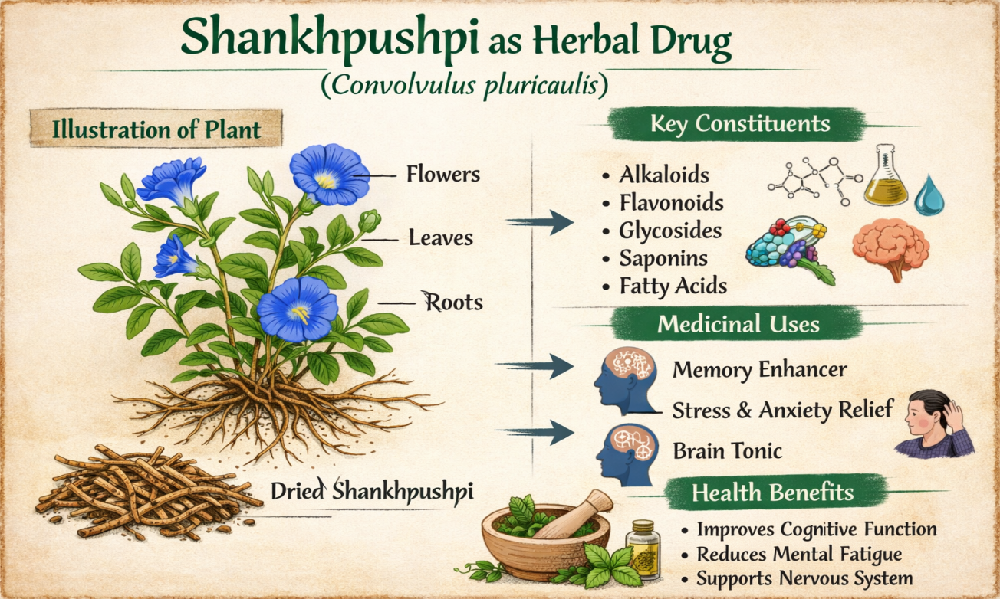 Shankhpushpi as Herbal Drug
(Convolvulus pluricaulis)
Illustration of Plant
Flowers
Leaves
Roots
Dried Shankhpushpi
Key Constituents
• Alkaloids
• Flavonoids
• Glycosides
• Saponins
• Fatty Acids
Medicinal Uses
Memory Enhancer
Stress & Anxiety Relief
Brain Tonic
Health Benefits
• Improves Cognitive Function
• Reduces Mental Fatigue
• Supports Nervous System